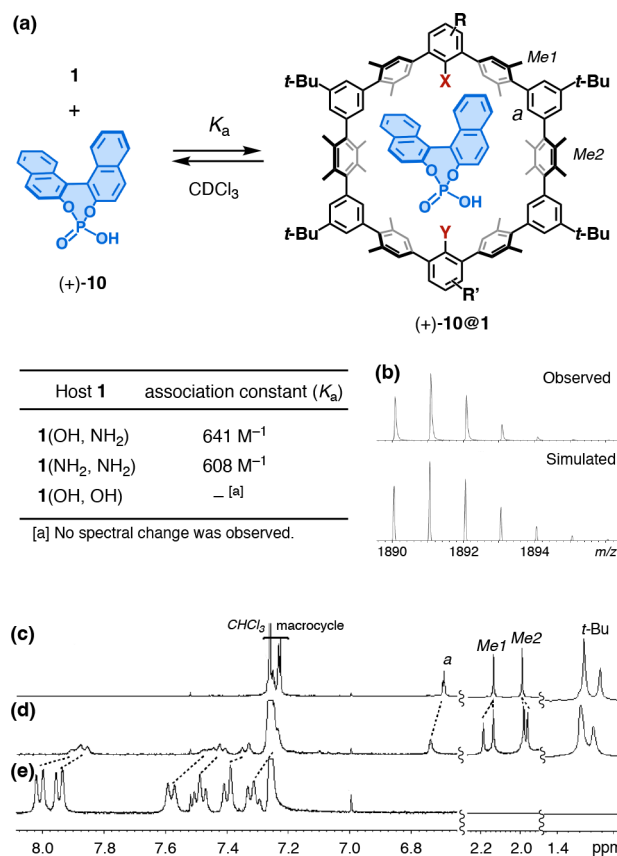 (a)
R
Me1
1
X
t-Bu
t-Bu
+
a
Kₐ
Me2
CDCl₃
O
O
P
O
OH
O
O
P
O
OH
t-Bu
Y
t-Bu
R'
(+)-10
(+)-10@1
Host 1 association constant (Kₐ)
1(OH, NH₂) 641 M⁻¹
1(NH₂, NH₂) 608 M⁻¹
1(OH, OH) – [a]
[a] No spectral change was observed.
(b)
Observed
Simulated
1890 1892 1894 m/z
(c)
CHCl₃ macrocycle
a
Me1
Me2
t-Bu
(d)
(e)
8.0 7.8 7.6 7.4 7.2 7.0 6.8 2.2 2.0 1.4 ppm